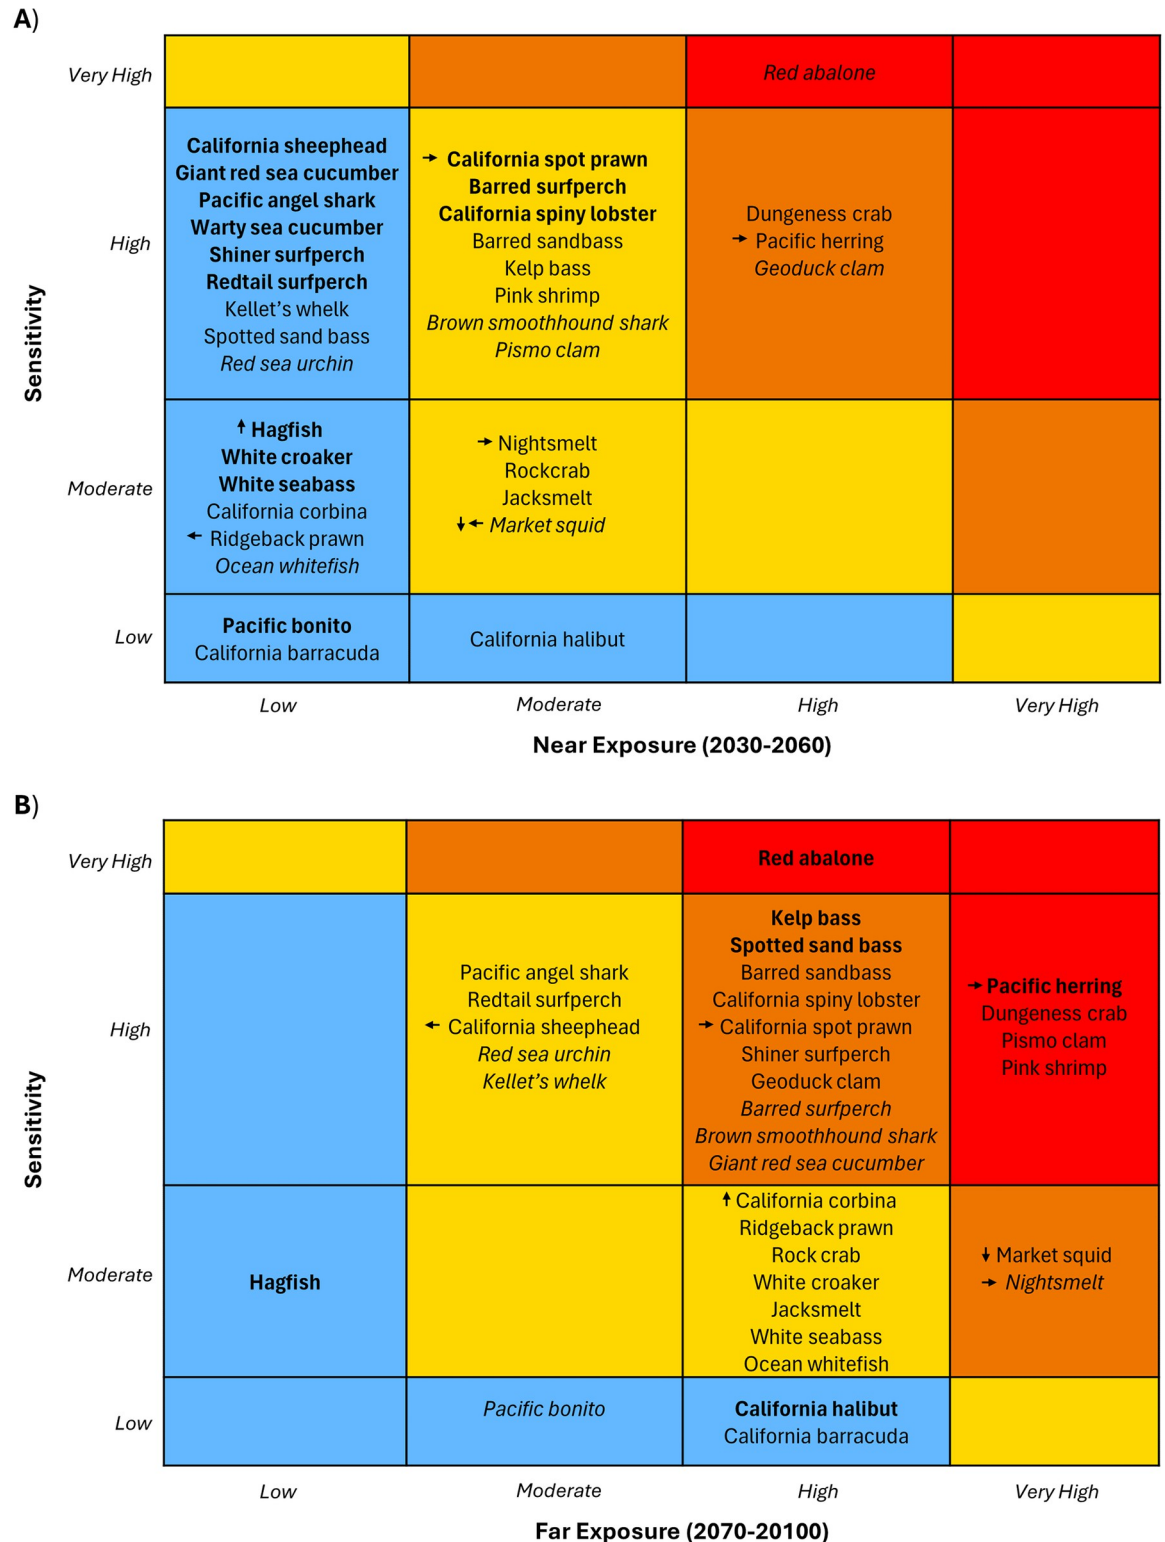 A)
Very High
Red abalone
California sheephead
Giant red sea cucumber
Pacific angel shark
Warty sea cucumber
Shiner surfperch
Redtail surfperch
Kellet’s whelk
Spotted sand bass
Red sea urchin
→ California spot prawn
Barred surfperch
California spiny lobster
Barred sandbass
Kelp bass
Pink shrimp
Brown smoothhound shark
Pismo clam
Dungeness crab
→ Pacific herring
Geoduck clam
High
Sensitivity
↑ Hagfish
White croaker
White seabass
California corbina
← Ridgeback prawn
Ocean whitefish
→ Nightsmelt
Rockcrab
Jacksmelt
↓← Market squid
Moderate
Pacific bonito
California barracuda
California halibut
Low
Low
Moderate
High
Very High
Near Exposure (2030-2060)
B)
Very High
Red abalone
Pacific angel shark
Redtail surfperch
← California sheephead
Red sea urchin
Kellet’s whelk
Kelp bass
Spotted sand bass
Barred sandbass
California spiny lobster
→ California spot prawn
Shiner surfperch
Geoduck clam
Barred surfperch
Brown smoothhound shark
Giant red sea cucumber
→ Pacific herring
Dungeness crab
Pismo clam
Pink shrimp
High
Sensitivity
Hagfish
↑ California corbina
Ridgeback prawn
Rock crab
White croaker
Jacksmelt
White seabass
Ocean whitefish
↓ Market squid
→ Nightsmelt
Moderate
Pacific bonito
California halibut
California barracuda
Low
Low
Moderate
High
Very High
Far Exposure (2070-20100)